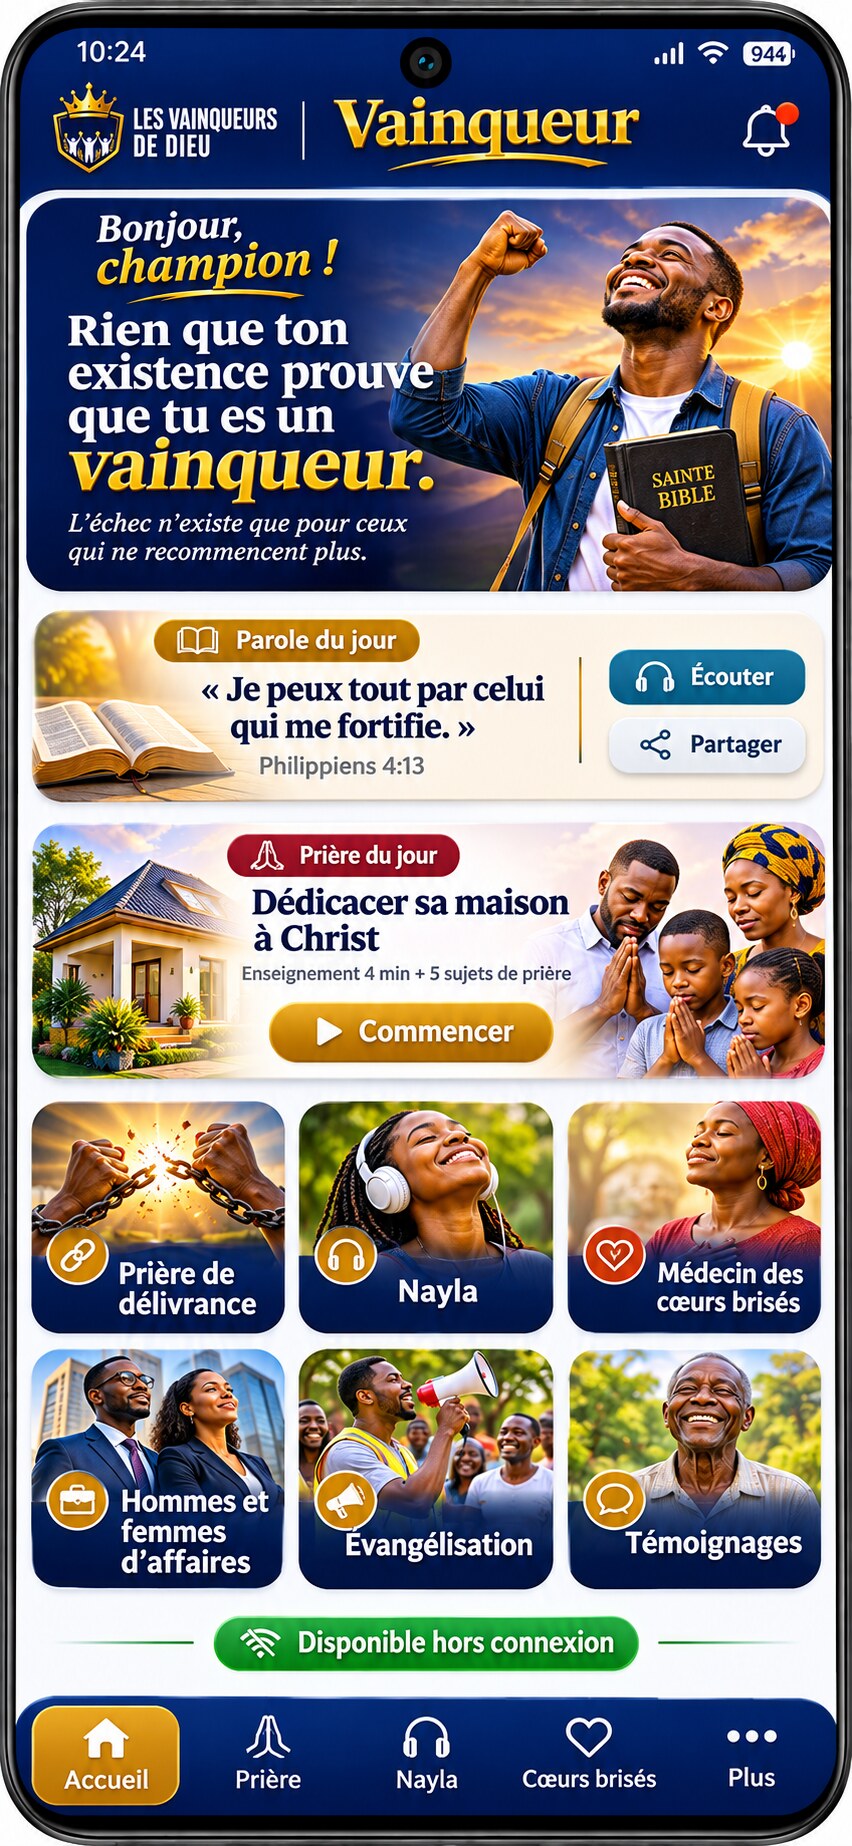 10:24
944
LES VAINQUEURS
DE DIEU
Vainqueur
Bonjour,
champion !
Rien que ton
existence prouve
que tu es un
vainqueur.
L'échec n'existe que pour ceux
qui ne recommencent plus.
SAINTE
BIBLE
Parole du jour
« Je peux tout par celui
qui me fortifie. »
Philippiens 4:13
Écouter
Partager
Prière du jour
Dédicacer sa maison
à Christ
Enseignement 4 min + 5 sujets de prière
Commencer
Prière de
délivrance
Nayla
Médecin des
cœurs brisés
Hommes et
femmes
d'affaires
Évangélisation
Témoignages
Disponible hors connexion
Accueil
Prière
Nayla
Cœurs brisés
Plus